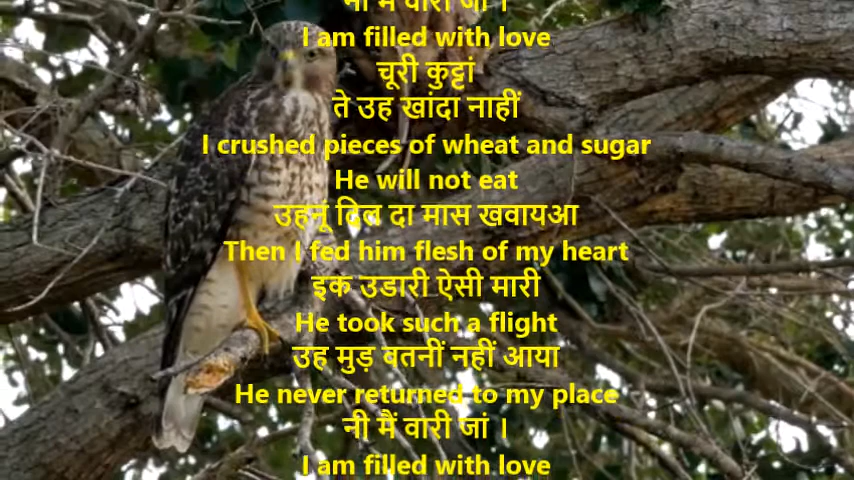 नी मैं वारी जां ।
I am filled with love
चूरी कुट्टां
ते उह खांदा नाहीं
I crushed pieces of wheat and sugar
He will not eat
उहनूं दिल दा मास खवायआ
Then I fed him flesh of my heart
इक उडारी ऐसी मारी
He took such a flight
उह मुड़ बतनीं नहीं आया
He never returned to my place
नी मैं वारी जां ।
I am filled with love